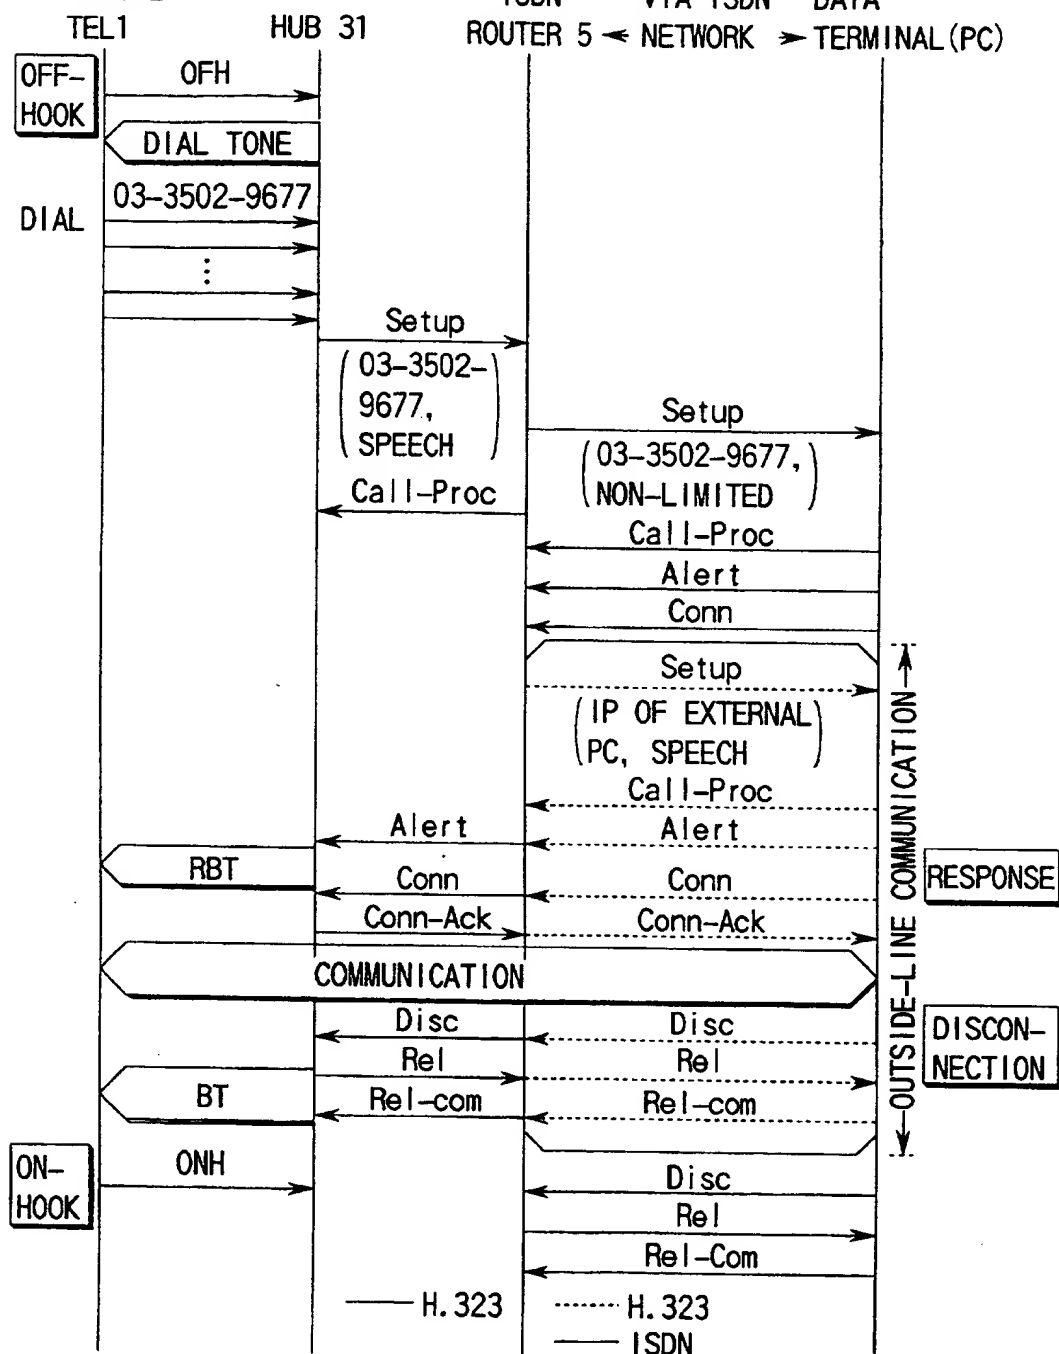 ISDN VIA ISDN DATA
TEL1 HUB 31 ROUTER 5 NETWORK TERMINAL(PC)
OFF-
HOOK
OFH
DIAL TONE
DIAL
03-3502-9677
Setup
(03-3502-
9677,
SPEECH)
Setup
(03-3502-9677,
NON-LIMITED)
Call-Proc
Call-Proc
Alert
Conn
Setup
(IP OF EXTERNAL
PC, SPEECH)
Call-Proc
Alert Alert
RBT
Conn Conn
RESPONSE
Conn-Ack Conn-Ack
COMMUNICATION
OUTSIDE-LINE COMMUNICATION
Disc Disc
DISCON-
NECTION
Rel Rel
BT
Rel-com Rel-com
ON-
HOOK
ONH
Disc
Rel
Rel-Com
H.323 H.323
ISDN